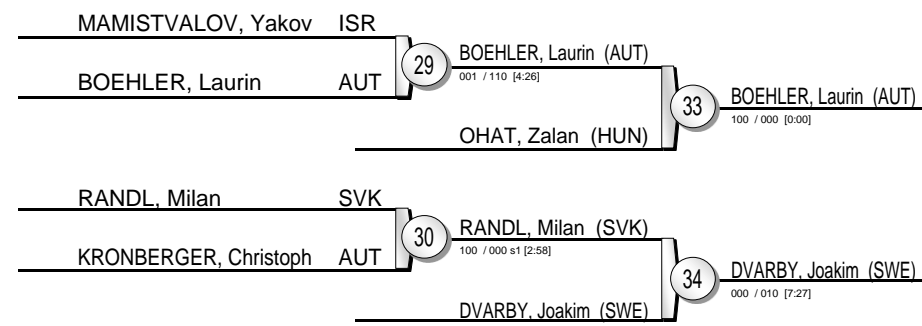 MAMISTVALOV, Yakov ISR
BOEHLER, Laurin AUT
29
BOEHLER, Laurin (AUT)
001 / 110 [4:26]
OHAT, Zalan (HUN)
33
BOEHLER, Laurin (AUT)
100 / 000 [0:00]
RANDL, Milan SVK
KRONBERGER, Christoph AUT
30
RANDL, Milan (SVK)
100 / 000 s1 [2:58]
DVARBY, Joakim (SWE)
34
DVARBY, Joakim (SWE)
000 / 010 [7:27]